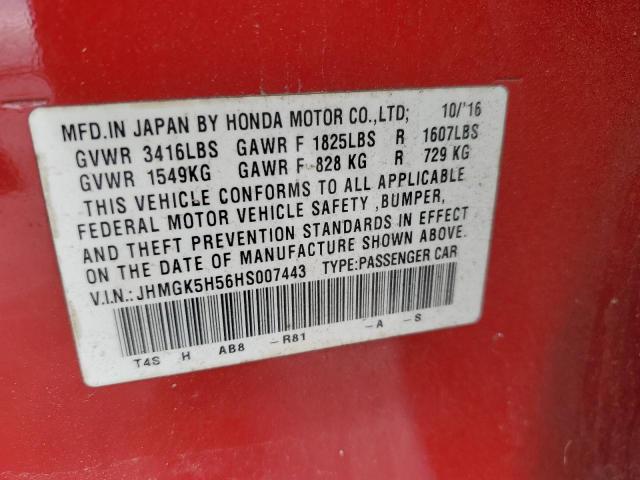 MFD.IN JAPAN BY HONDA MOTOR CO.,LTD; 10/'16
GVWR 3416LBS GAWR F 1825LBS R 1607LBS
GVWR 1549KG GAWR F 828 KG R 729 KG
THIS VEHICLE CONFORMS TO ALL APPLICABLE
FEDERAL MOTOR VEHICLE SAFETY ,BUMPER,
AND THEFT PREVENTION STANDARDS IN EFFECT
ON THE DATE OF MANUFACTURE SHOWN ABOVE.
V.I.N.:JHMGK5H56HS007443 TYPE:PASSENGER CAR
T4S H AB8 -R81 -A -S